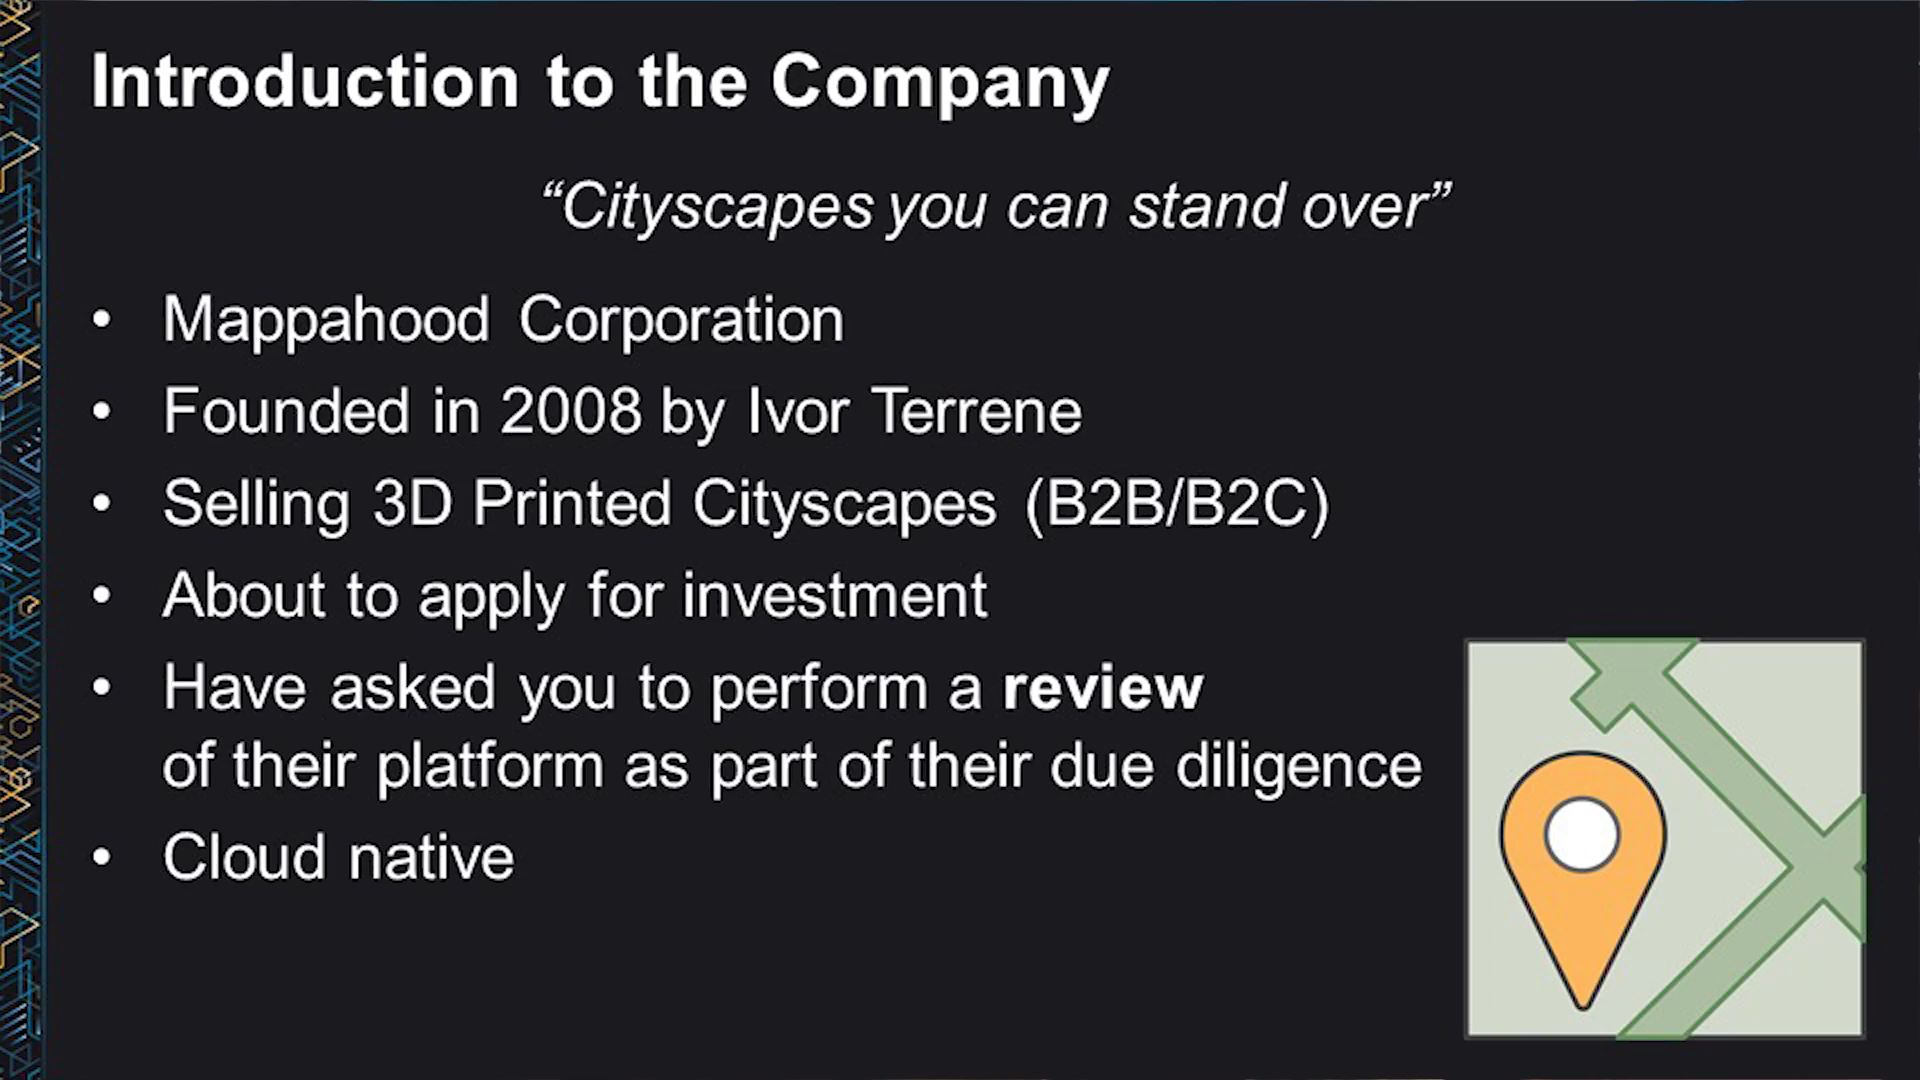 Introduction to the Company
“Cityscapes you can stand over”
• Mappahood Corporation
• Founded in 2008 by Ivor Terrene
• Selling 3D Printed Cityscapes (B2B/B2C)
• About to apply for investment
• Have asked you to perform a review
of their platform as part of their due diligence
• Cloud native